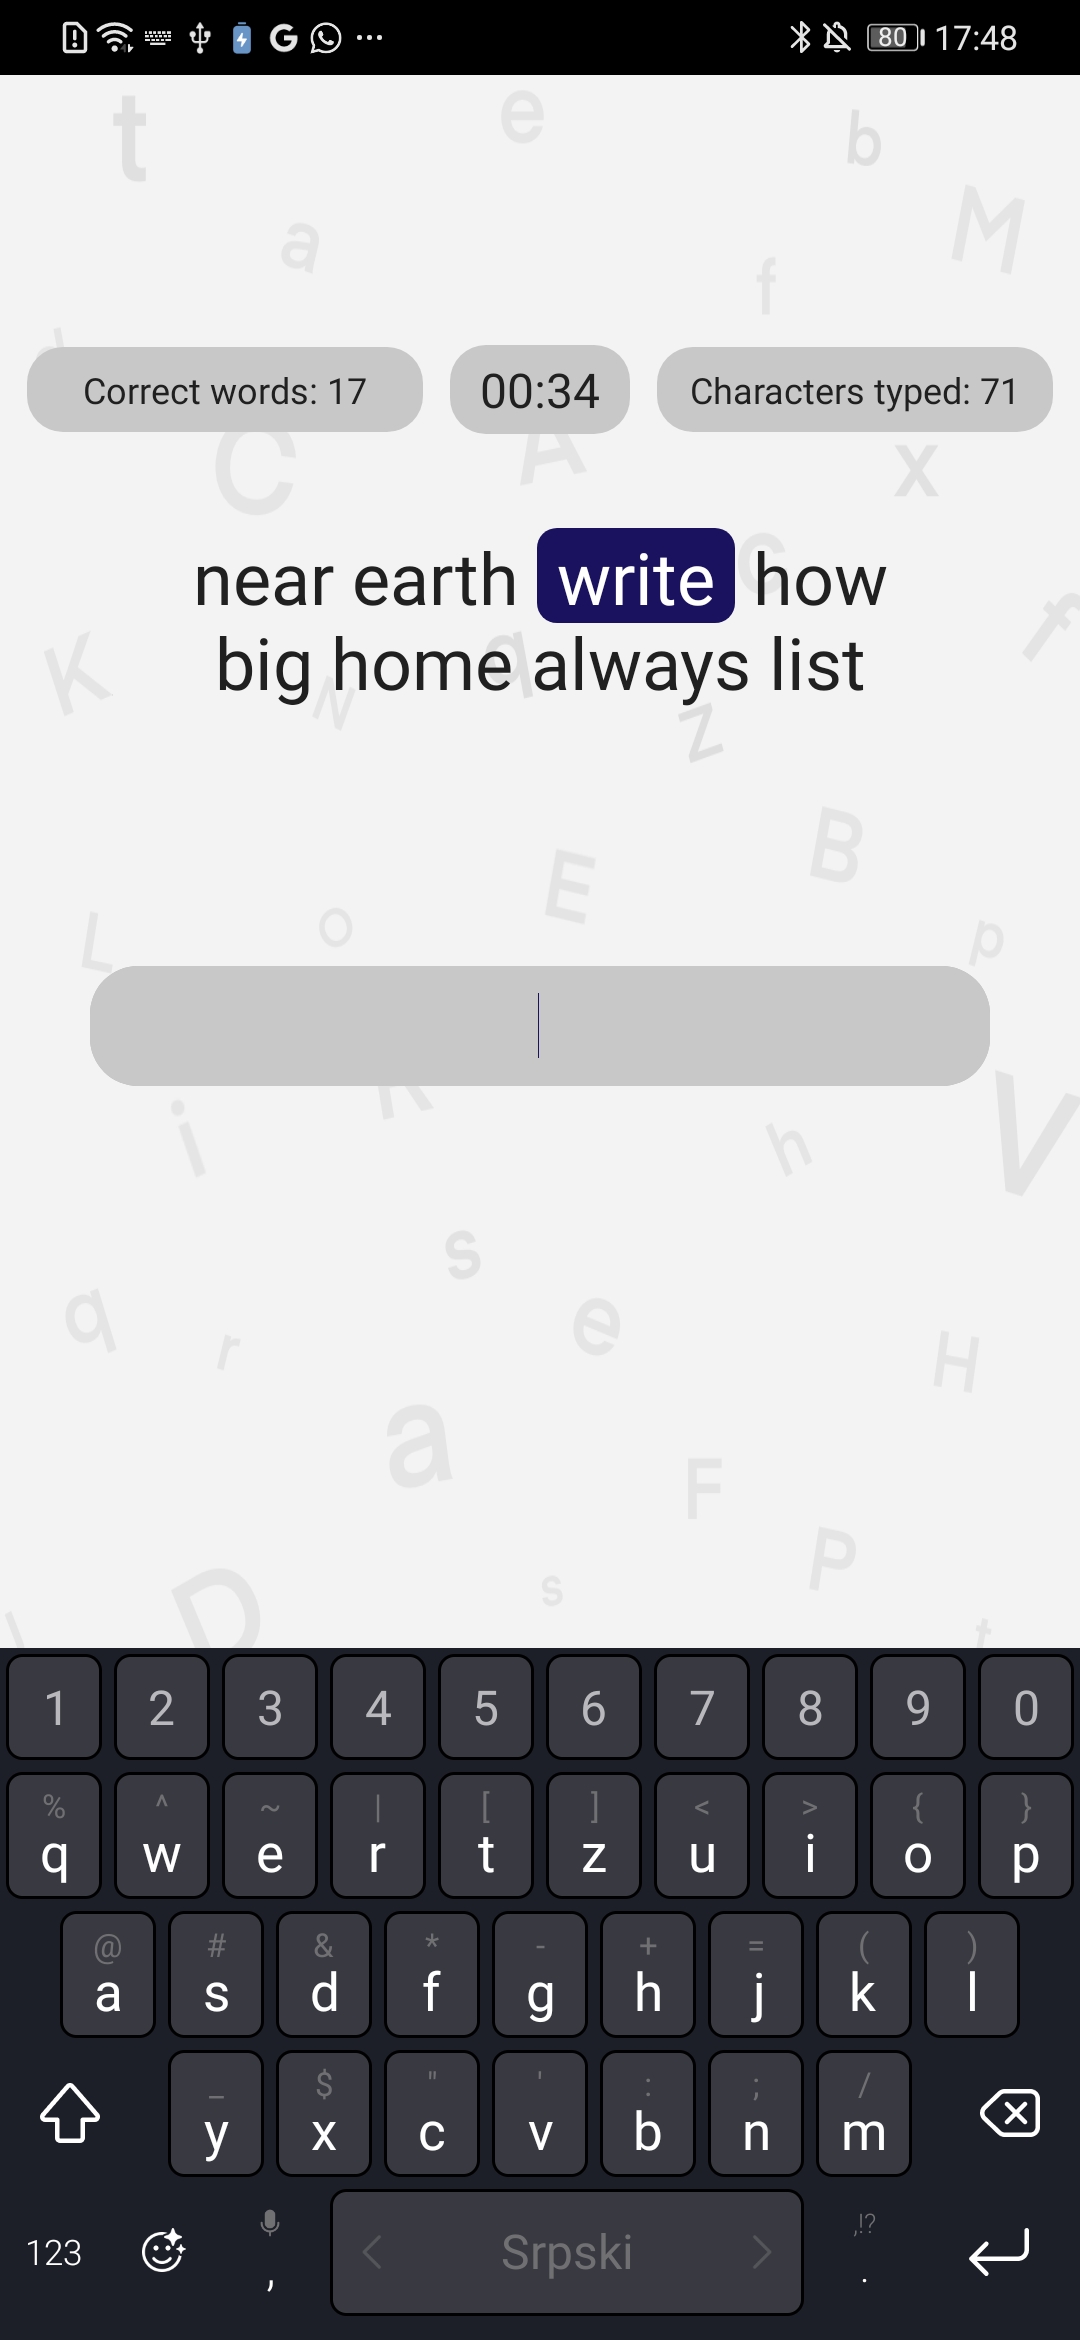 80 17:48
t e b M a f d
Correct words: 17 00:34 Characters typed: 71
C A x
near earth write how
c f
big home always list
K N q z
B E L o p
K i h V
s q r e H
a F P
D s l t
1 2 3 4 5 6 7 8 9 0
% ^ ~ | [ ] < > { }
q w e r t z u i o p
@ # & * - + = ( )
a s d f g h j k l
_ $ " ' : ; /
y x c v b n m
,!?
123 , < Srpski > .